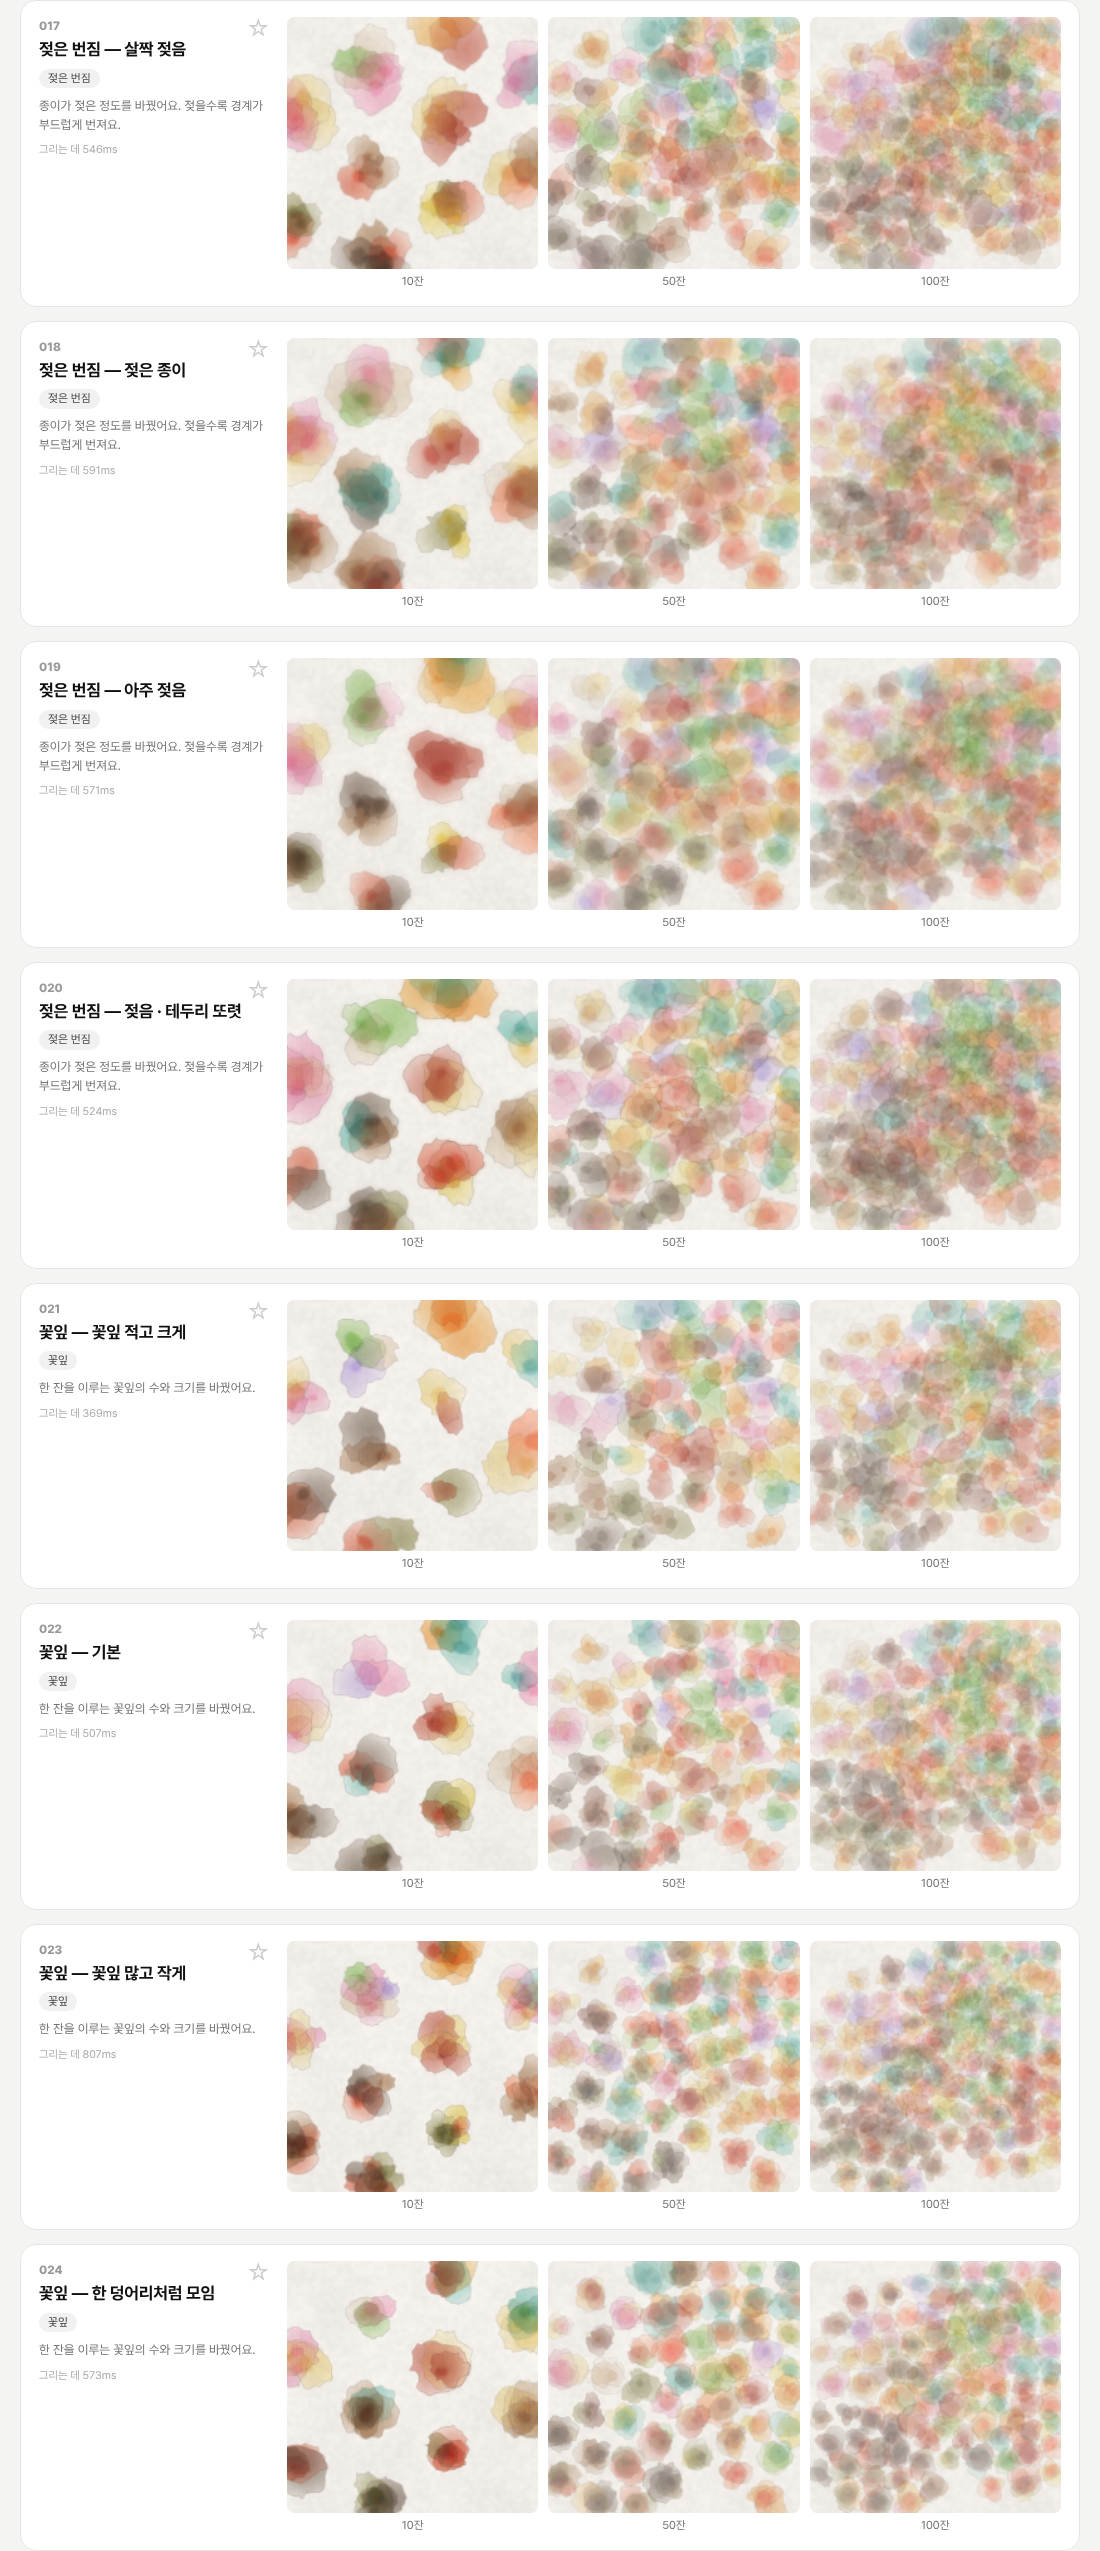 017
젖은 번짐 — 살짝 젖음
젖은 번짐
종이가 젖은 정도를 바꿨어요. 젖을수록 경계가
부드럽게 번져요.
그리는 데 546ms
10잔
50잔
100잔
018
젖은 번짐 — 젖은 종이
젖은 번짐
종이가 젖은 정도를 바꿨어요. 젖을수록 경계가
부드럽게 번져요.
그리는 데 591ms
10잔
50잔
100잔
019
젖은 번짐 — 아주 젖음
젖은 번짐
종이가 젖은 정도를 바꿨어요. 젖을수록 경계가
부드럽게 번져요.
그리는 데 571ms
10잔
50잔
100잔
020
젖은 번짐 — 젖음 · 테두리 또렷
젖은 번짐
종이가 젖은 정도를 바꿨어요. 젖을수록 경계가
부드럽게 번져요.
그리는 데 524ms
10잔
50잔
100잔
021
꽃잎 — 꽃잎 적고 크게
꽃잎
한 잔을 이루는 꽃잎의 수와 크기를 바꿨어요.
그리는 데 369ms
10잔
50잔
100잔
022
꽃잎 — 기본
꽃잎
한 잔을 이루는 꽃잎의 수와 크기를 바꿨어요.
그리는 데 507ms
10잔
50잔
100잔
023
꽃잎 — 꽃잎 많고 작게
꽃잎
한 잔을 이루는 꽃잎의 수와 크기를 바꿨어요.
그리는 데 807ms
10잔
50잔
100잔
024
꽃잎 — 한 덩어리처럼 모임
꽃잎
한 잔을 이루는 꽃잎의 수와 크기를 바꿨어요.
그리는 데 573ms
10잔
50잔
100잔